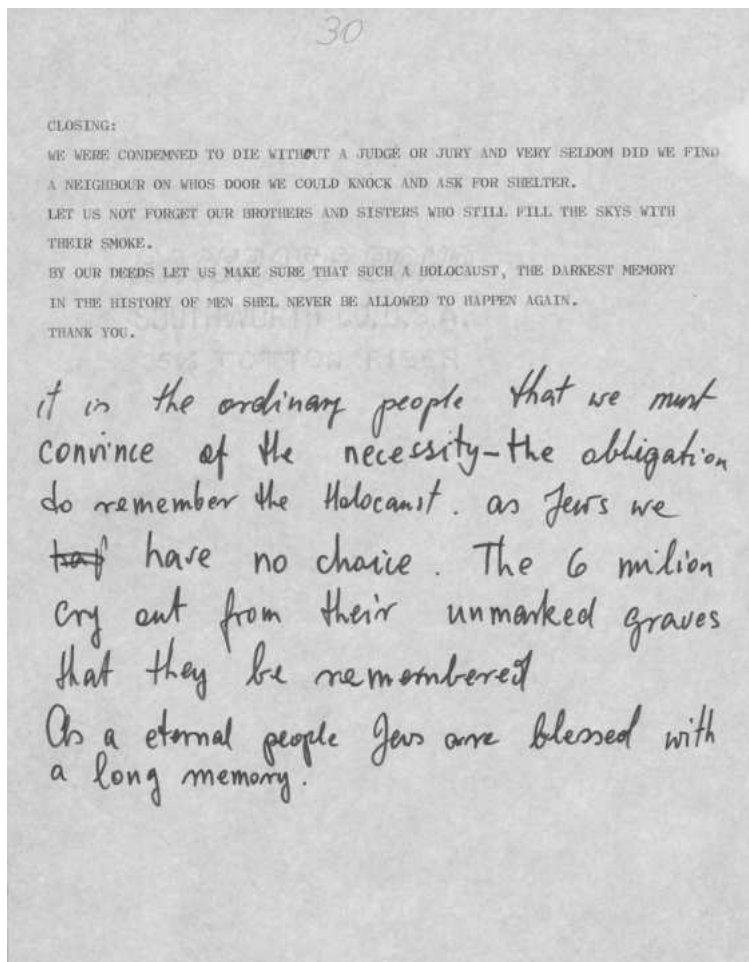 30
CLOSING:
WE WERE CONDEMNED TO DIE WITHOUT A JUDGE OR JURY AND VERY SELDOM DID WE FIND
A NEIGHBOUR ON WHOS DOOR WE COULD KNOCK AND ASK FOR SHELTER.
LET US NOT FORGET OUR BROTHERS AND SISTERS WHO STILL FILL THE SKYS WITH
THEIR SMOKE.
BY OUR DEEDS LET US MAKE SURE THAT SUCH A HOLOCAUST, THE DARKEST MEMORY
IN THE HISTORY OF MEN SHEL NEVER BE ALLOWED TO HAPPEN AGAIN.
THANK YOU.
it is the ordinary people that we must
convince of the necessity-the obligation
to remember the Holocaust. as Jews we
have no choice. The 6 milion
cry out from their unmarked graves
that they be remembered
As a eternal people Jews are blessed with
a long memory.